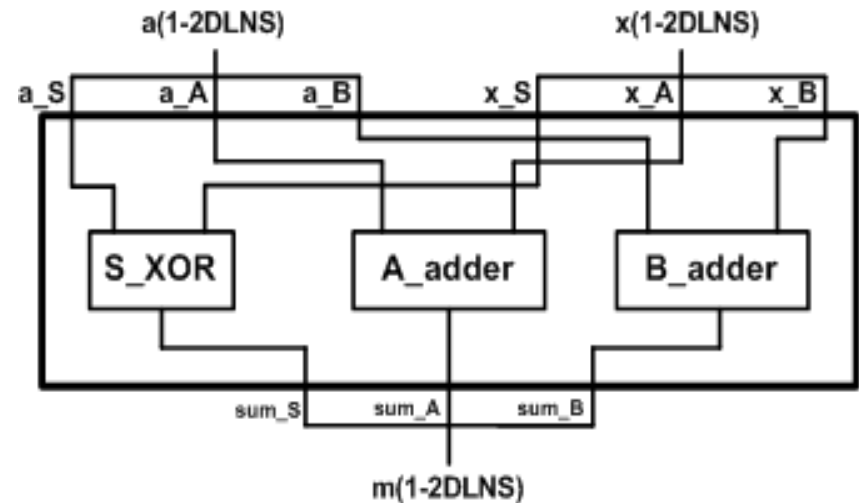 a(1-2DLNS) x(1-2DLNS)
a_S a_A a_B x_S x_A x_B
S_XOR A_adder B_adder
sum_S sum_A sum_B
m(1-2DLNS)